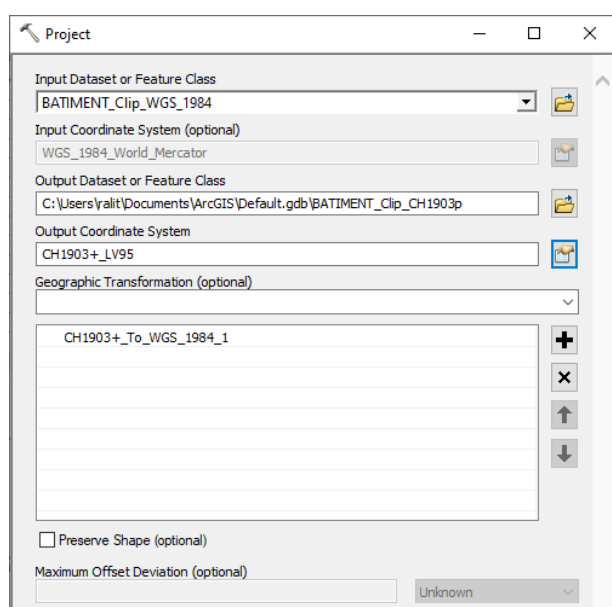 Project
Input Dataset or Feature Class
BATIMENT_Clip_WGS_1984
Input Coordinate System (optional)
WGS_1984_World_Mercator
Output Dataset or Feature Class
C:\Users\ralit\Documents\ArcGIS\Default.gdb\BATIMENT_Clip_CH1903p
Output Coordinate System
CH1903+_LV95
Geographic Transformation (optional)
CH1903+_To_WGS_1984_1
Preserve Shape (optional)
Maximum Offset Deviation (optional)
Unknown